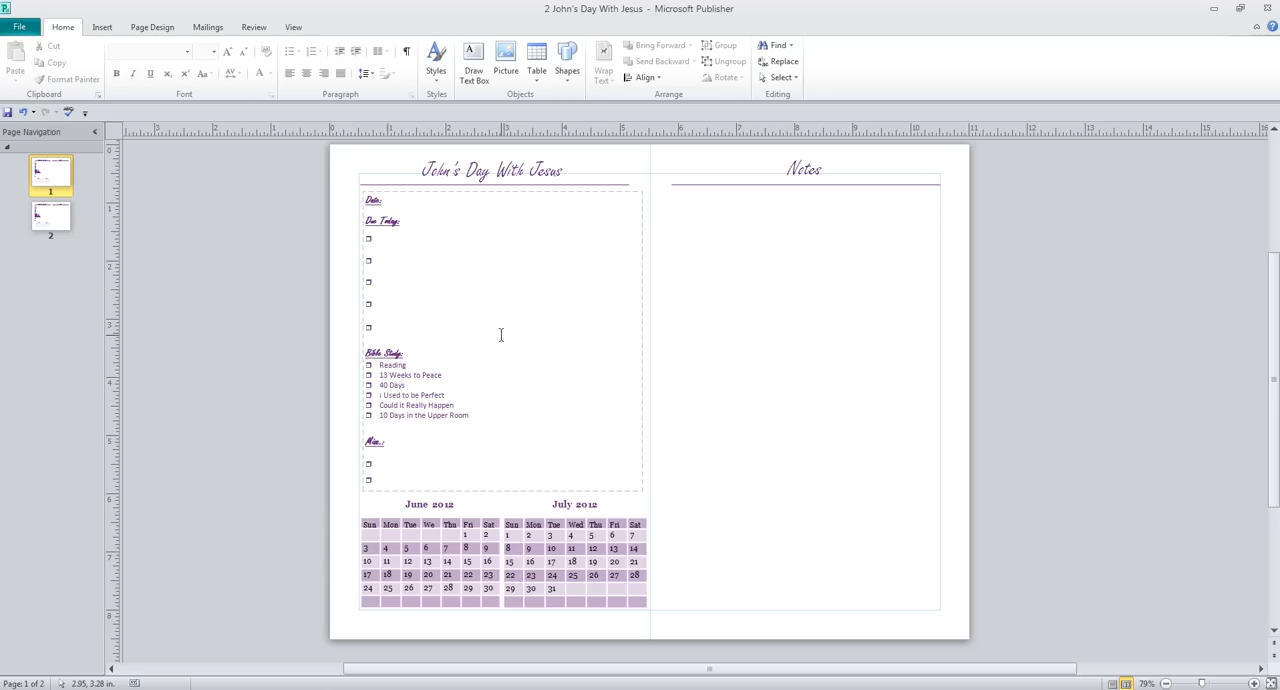 2 John's Day With Jesus - Microsoft Publisher
File Home Insert Page Design Mailings Review View
Paste
Cut
Copy
Format Painter
Clipboard
Font
Paragraph
Styles
Styles
Draw Text Box
Picture
Table
Shapes
Objects
Wrap Text
Bring Forward
Send Backward
Align
Group
Ungroup
Rotate
Arrange
Find
Replace
Select
Editing
Page Navigation
1
2
John's Day With Jesus
Date:
Due Today:
Bible Study:
Reading
13 Weeks to Peace
40 Days
I Used to be Perfect
Could it Really Happen
10 Days in the Upper Room
Misc.:
June 2012
Sun Mon Tue We Thu Fri Sat
1 2
3 4 5 6 7 8 9
10 11 12 13 14 15 16
17 18 19 20 21 22 23
24 25 26 27 28 29 30
July 2012
Sun Mon Tue Wed Thu Fri Sat
1 2 3 4 5 6 7
8 9 10 11 12 13 14
15 16 17 18 19 20 21
22 23 24 25 26 27 28
29 30 31
Notes
Page: 1 of 2 2.95, 3.28 in. 79%